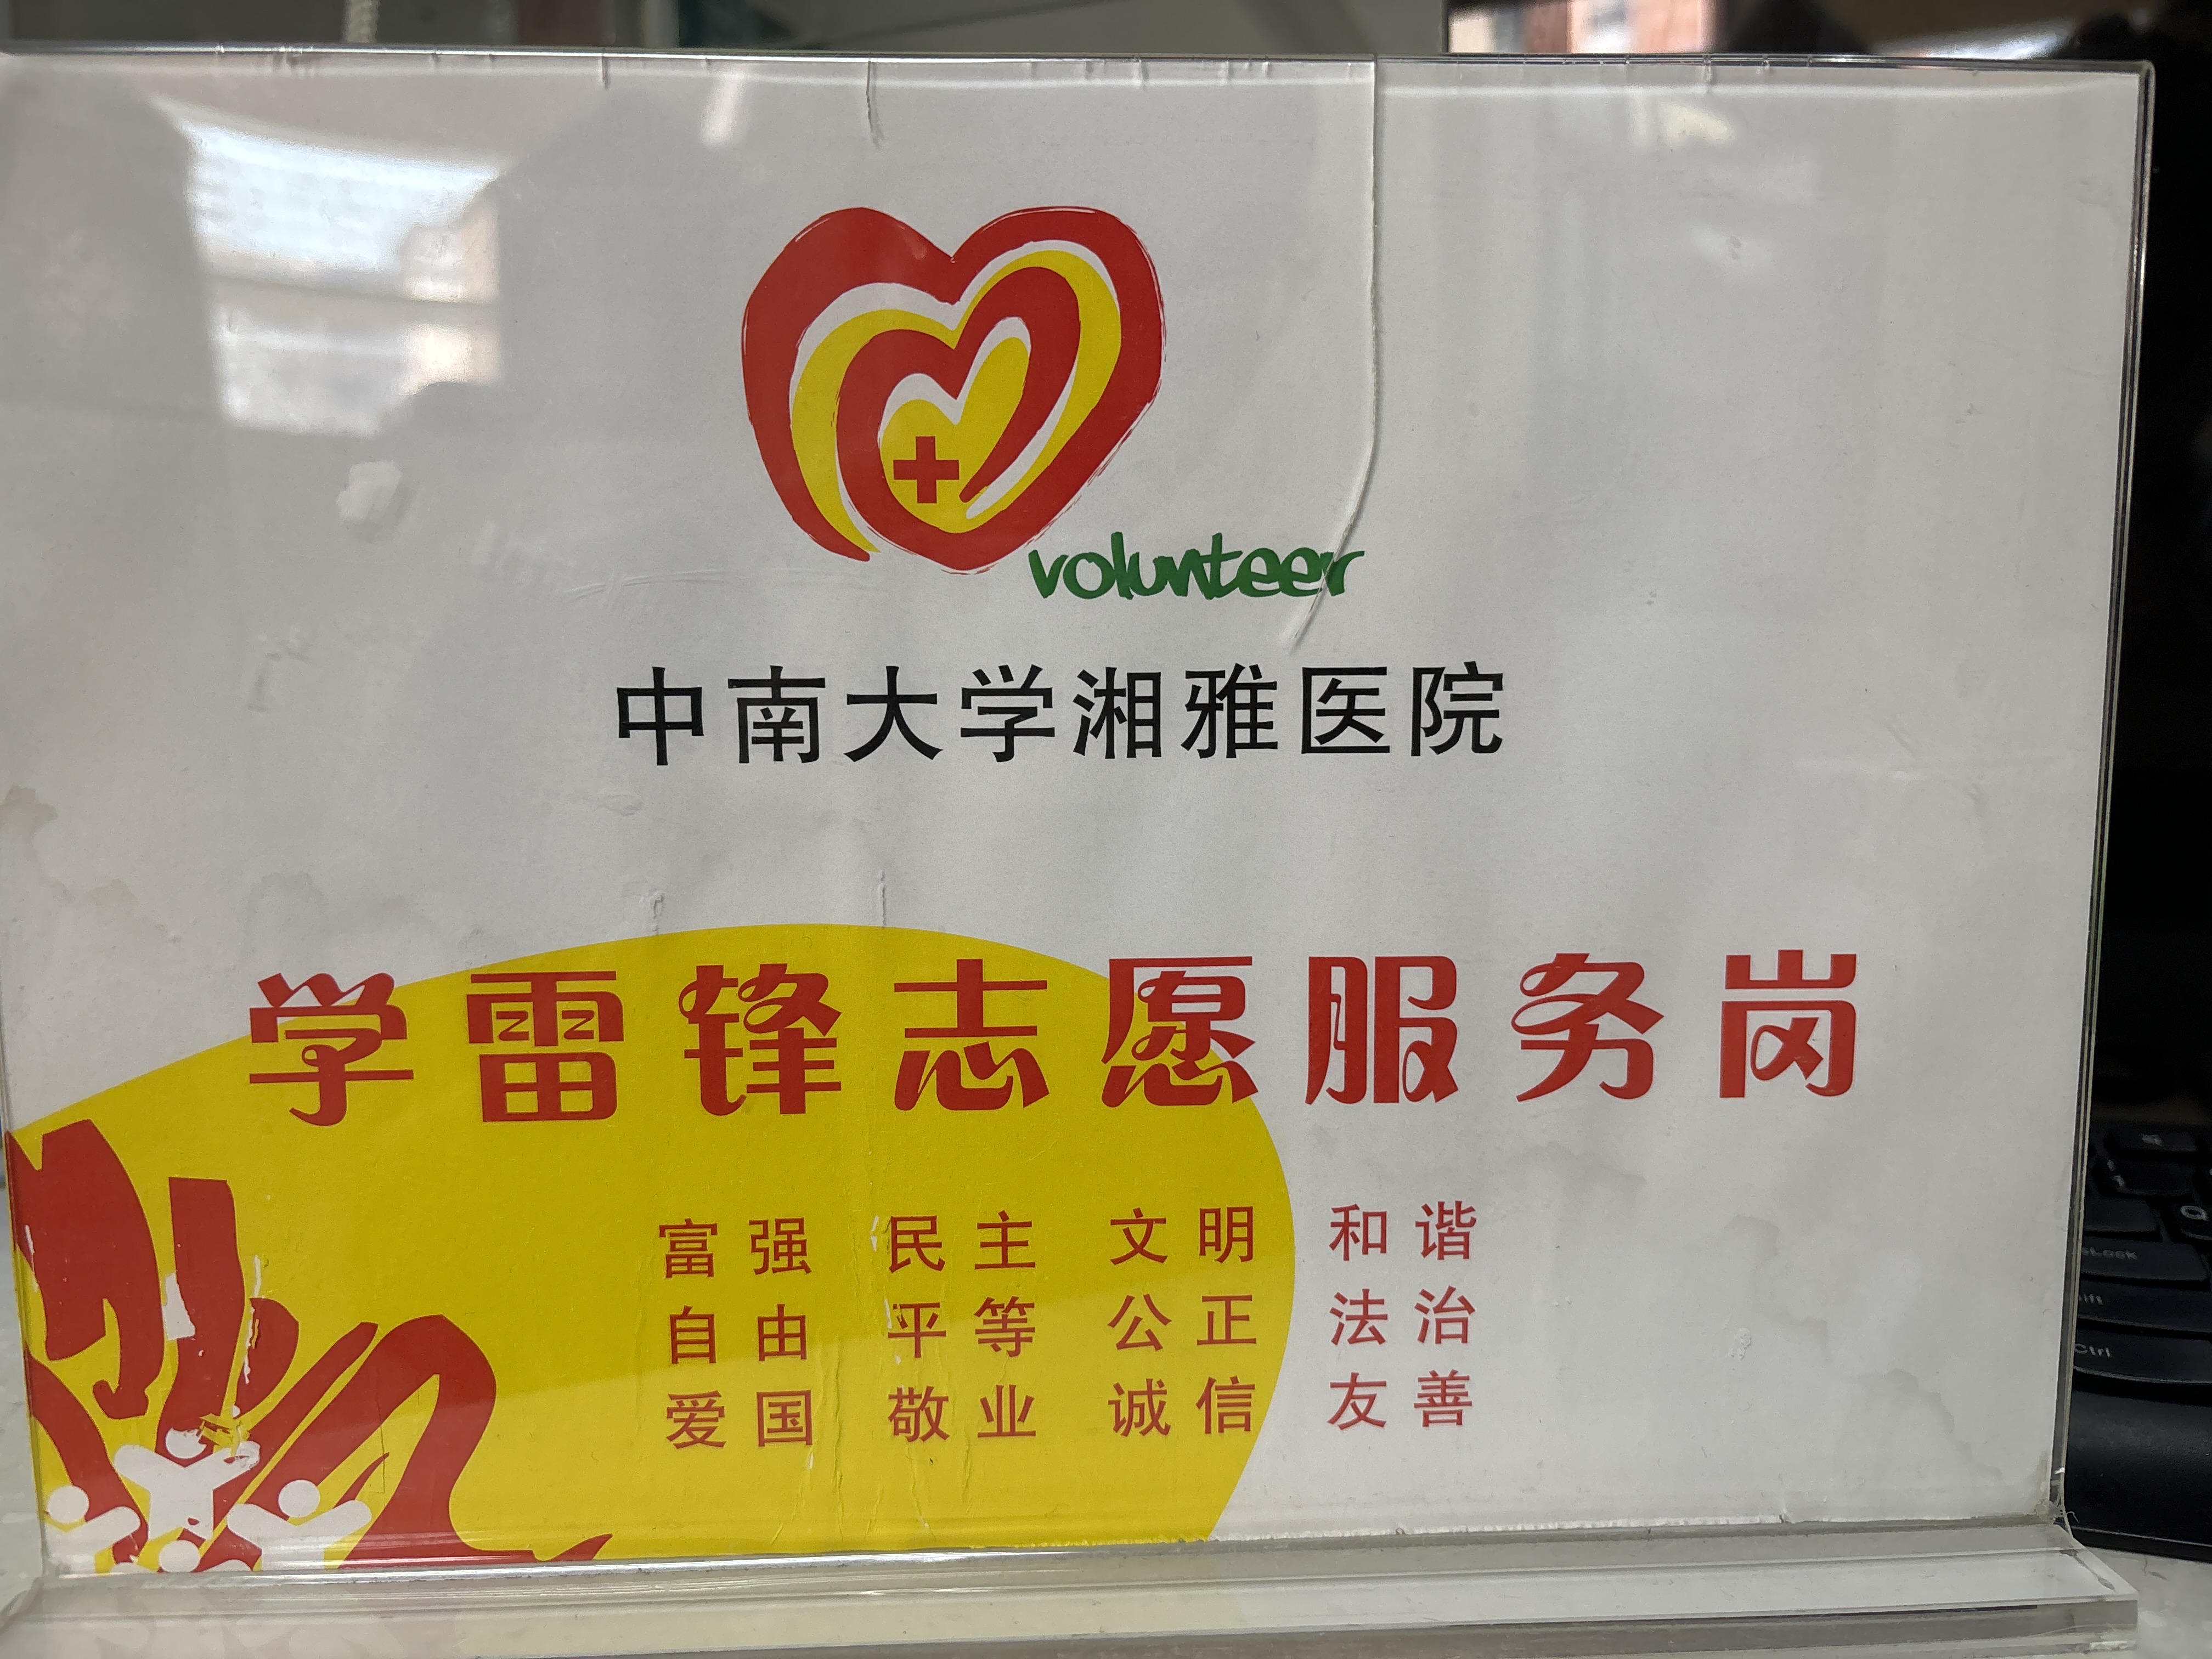 volunteer
中南大学湘雅医院
学雷锋志愿服务岗
富强 民主 文明 和谐
自由 平等 公正 法治
爱国 敬业 诚信 友善
Ctrl